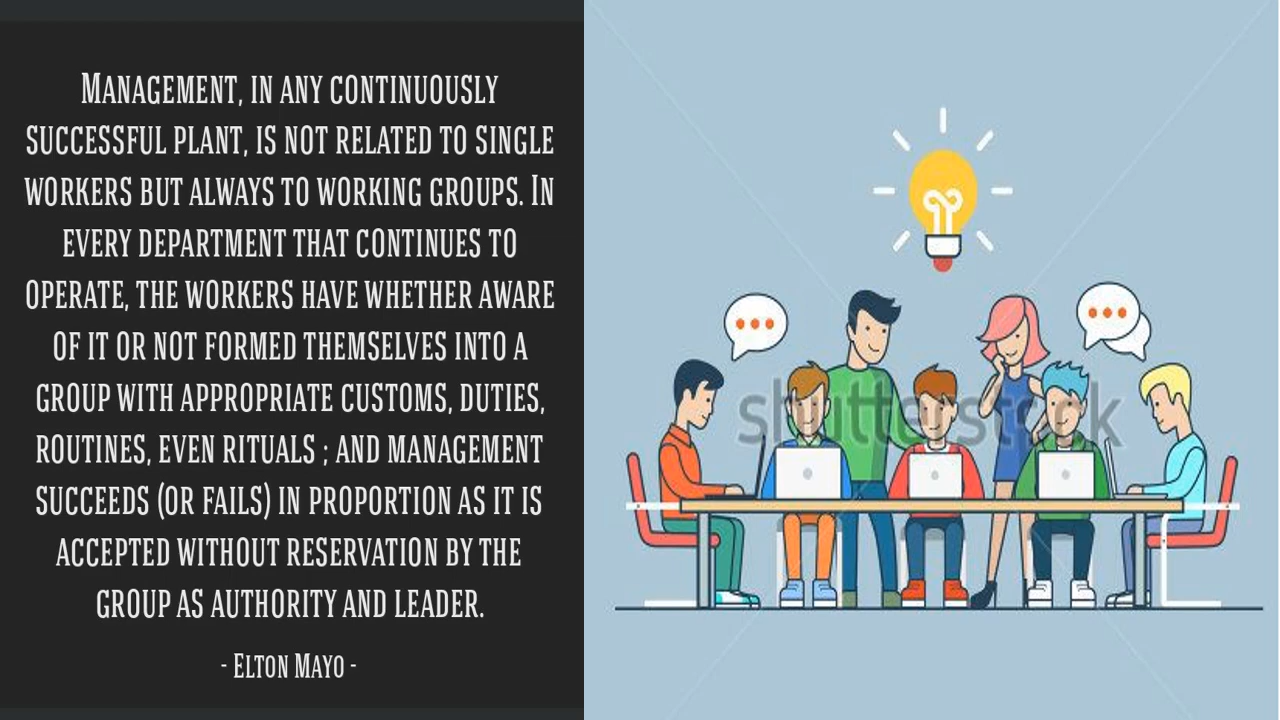 Management, in any continuously
successful plant, is not related to single
workers but always to working groups. In
every department that continues to
operate, the workers have whether aware
of it or not formed themselves into a
group with appropriate customs, duties,
routines, even rituals ; and management
succeeds (or fails) in proportion as it is
accepted without reservation by the
group as authority and leader.
- Elton Mayo -
shutterstock